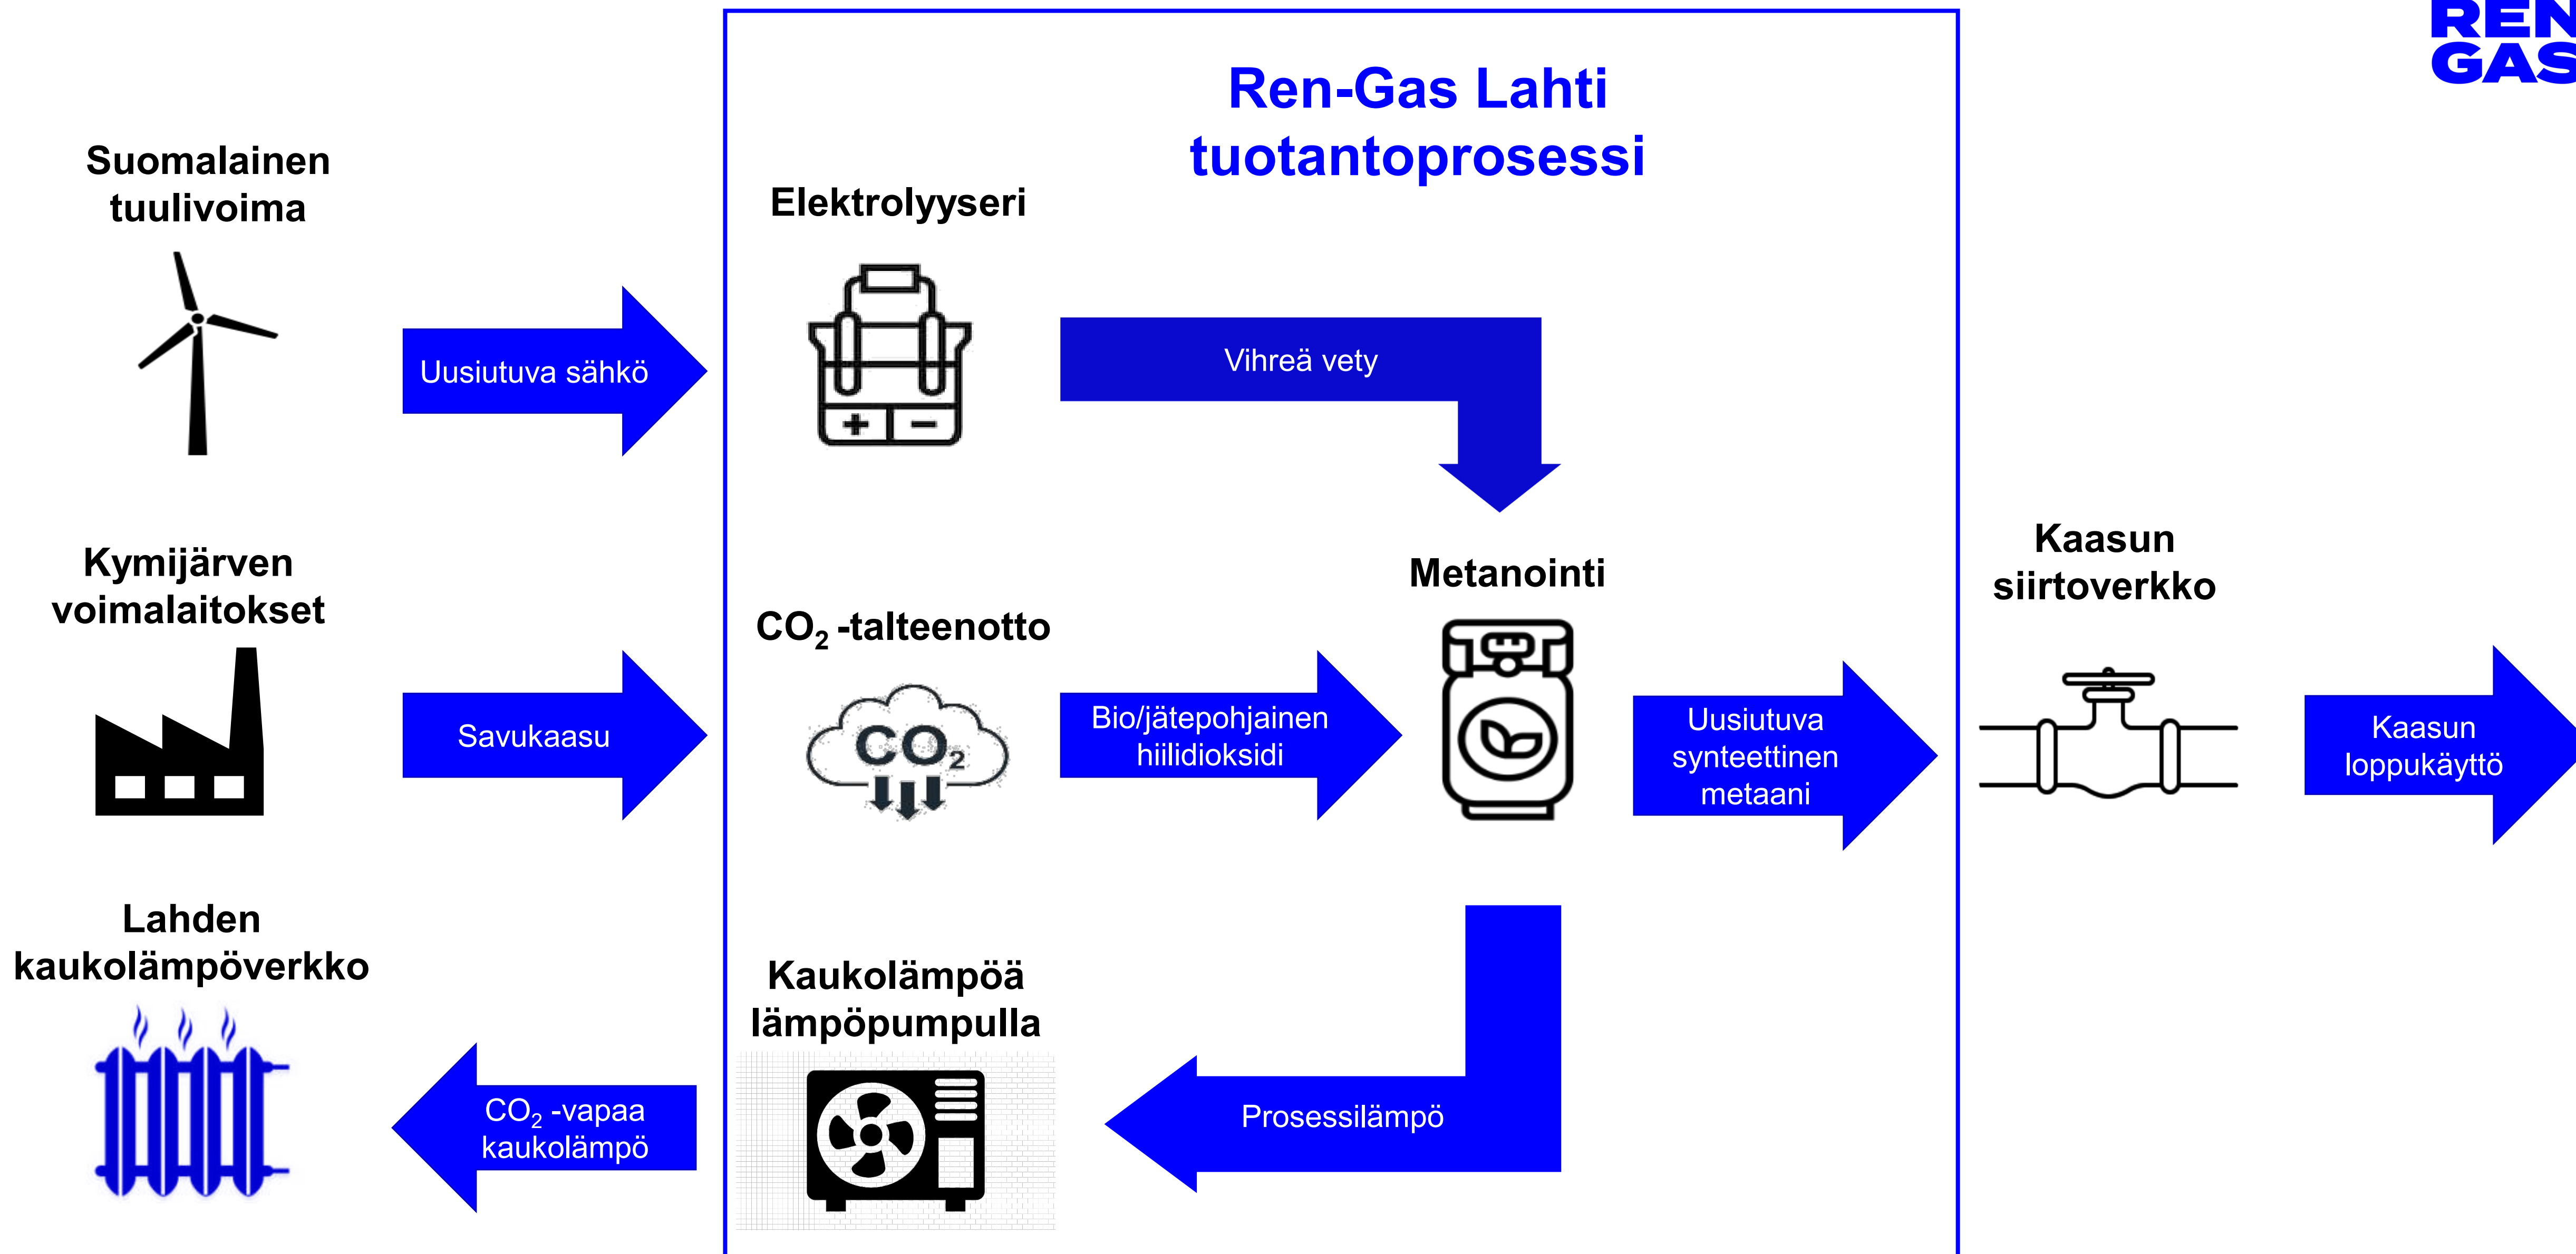 REN
GAS
Ren-Gas Lahti
tuotantoprosessi
Suomalainen
tuulivoima
Uusiutuva sähkö
Elektrolyyseri
Vihreä vety
Kymijärven
voimalaitokset
Savukaasu
CO₂ -talteenotto
CO₂
Bio/jätepohjainen
hiilidioksidi
Metanointi
Uusiutuva
synteettinen
metaani
Kaasun
siirtoverkko
Kaasun
loppukäyttö
Lahden
kaukolämpöverkko
CO₂ -vapaa
kaukolämpö
Kaukolämpöä
lämpöpumpulla
Prosessilämpö